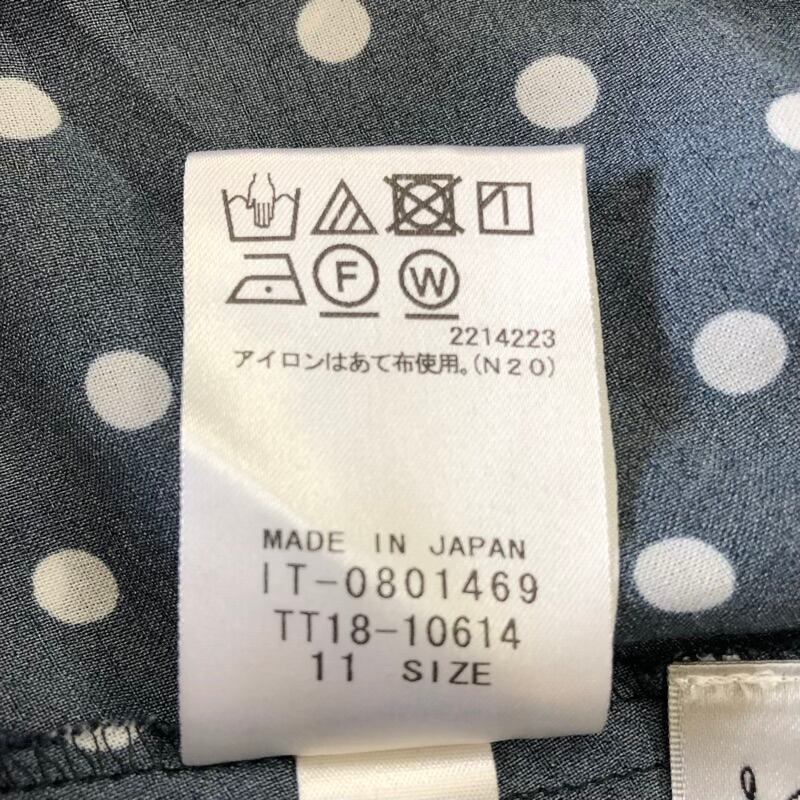 F W
2214223
アイロンはあて布使用。(N20)
MADE IN JAPAN
IT-0801469
TT18-10614
11 SIZE